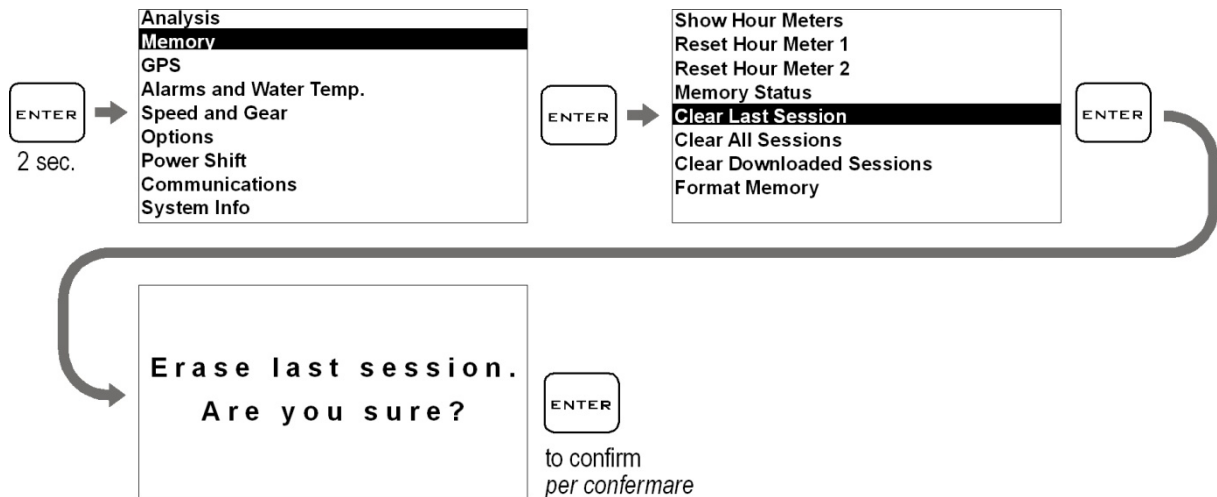 ENTER
2 sec.
Analysis
Memory
GPS
Alarms and Water Temp.
Speed and Gear
Options
Power Shift
Communications
System Info
ENTER
Show Hour Meters
Reset Hour Meter 1
Reset Hour Meter 2
Memory Status
Clear Last Session
Clear All Sessions
Clear Downloaded Sessions
Format Memory
ENTER
Erase last session.
Are you sure?
ENTER
to confirm
per confermare